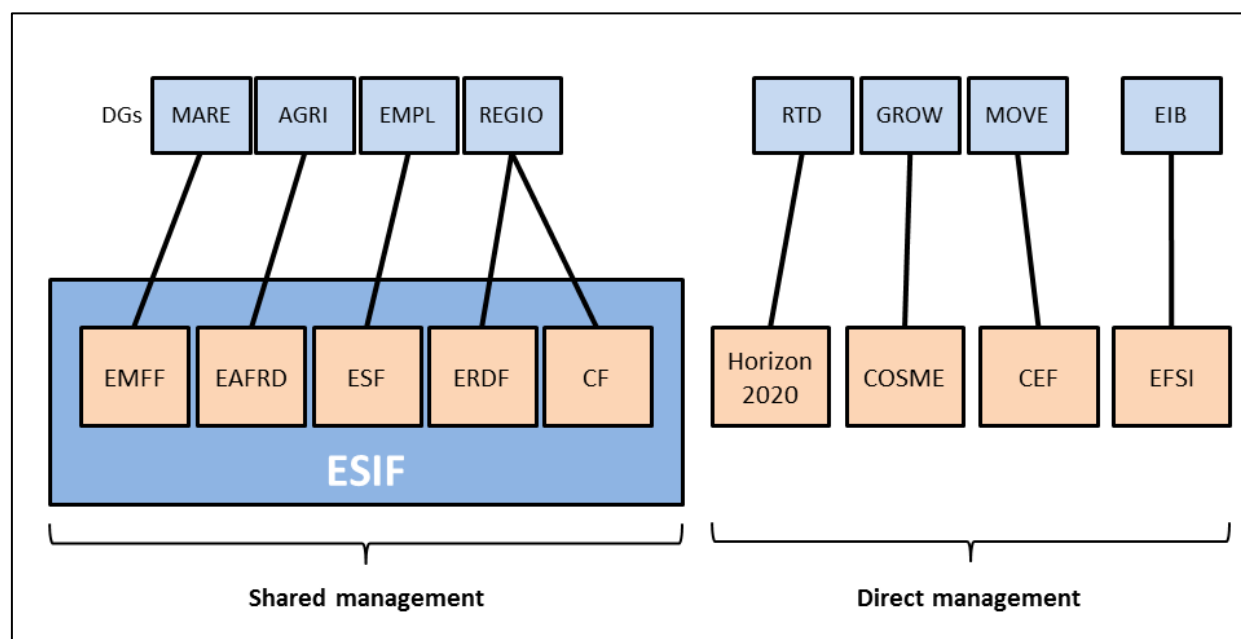 DGs MARE AGRI EMPL REGIO RTD GROW MOVE EIB
EMFF EAFRD ESF ERDF CF Horizon
2020 COSME CEF EFSI
ESIF
Shared management Direct management